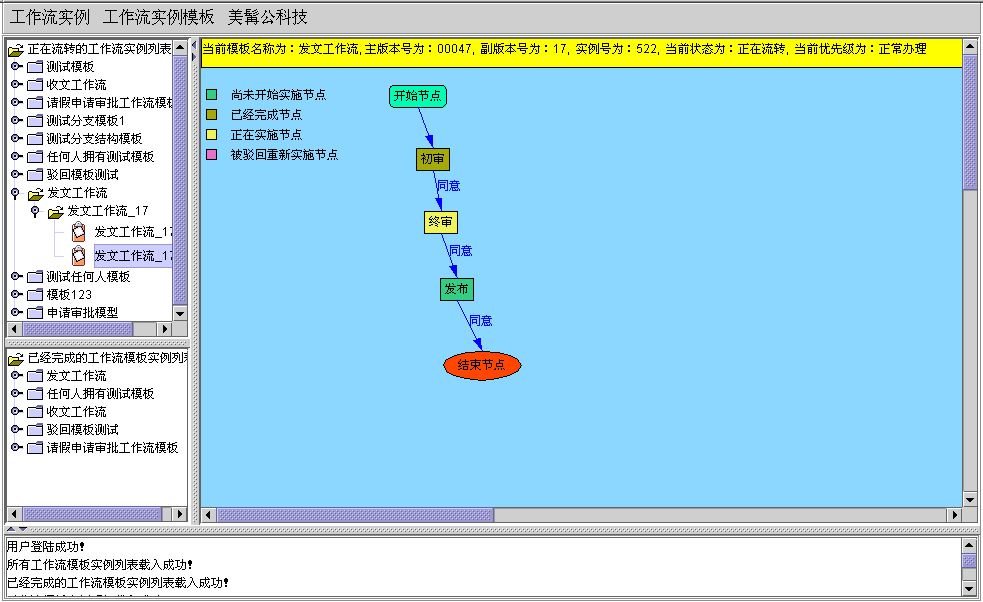 工作流实例 工作流实例模板 美髯公科技
正在流转的工作流实例列表
测试模板
收文工作流
请假申请审批工作流模板
测试分支模板1
测试分支结构模板
任何人拥有测试模板
驳回模板测试
发文工作流
发文工作流_17
发文工作流_17
发文工作流_17
测试任何人模板
模板123
申请审批模型
已经完成的工作流模板实例列表
发文工作流
任何人拥有测试模板
收文工作流
驳回模板测试
请假申请审批工作流模板
当前模板名称为：发文工作流,主版本号为：00047, 副版本号为：17, 实例号为：522, 当前状态为：正在流转, 当前优先级为：正常办理
尚未开始实施节点
已经完成节点
正在实施节点
被驳回重新实施节点
开始节点
初审
同意
终审
同意
发布
同意
结束节点
用户登陆成功!
所有工作流模板实例列表载入成功!
已经完成的工作流模板实例列表载入成功!